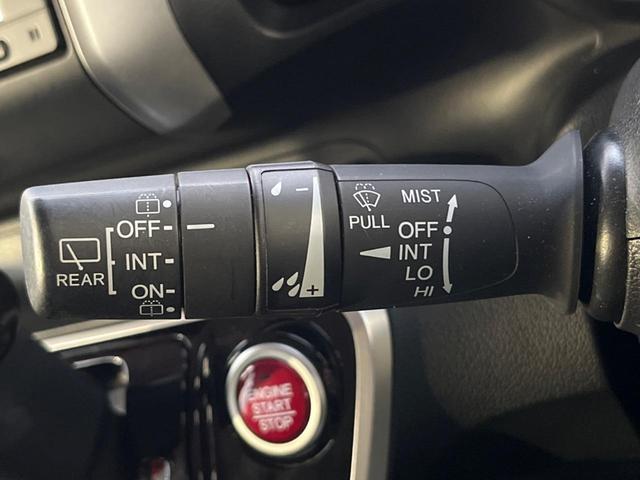 REAR
OFF
INT
ON
−
+
PULL
MIST
OFF
INT
LO
HI
ENGINE
START
STOP